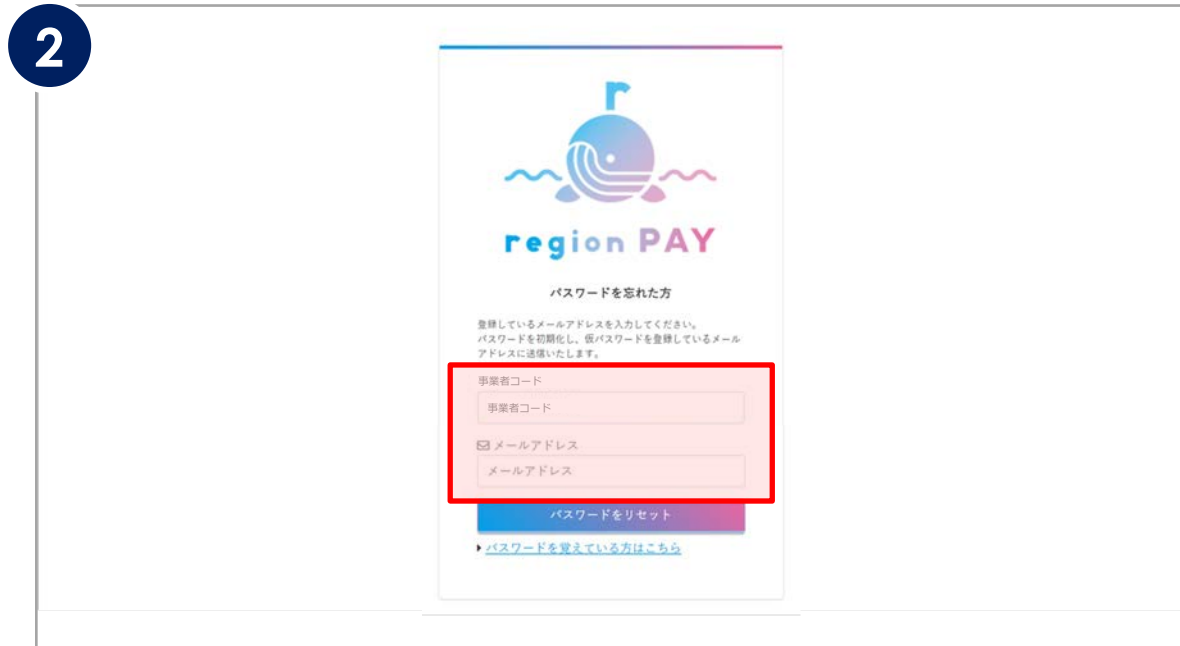 2
r
region PAY
パスワードを忘れた方
登録しているメールアドレスを入力してください。
パスワードを初期化し、仮パスワードを登録しているメール
アドレスに送信いたします。
事業者コード
事業者コード
メールアドレス
メールアドレス
パスワードをリセット
パスワードを覚えている方はこちら